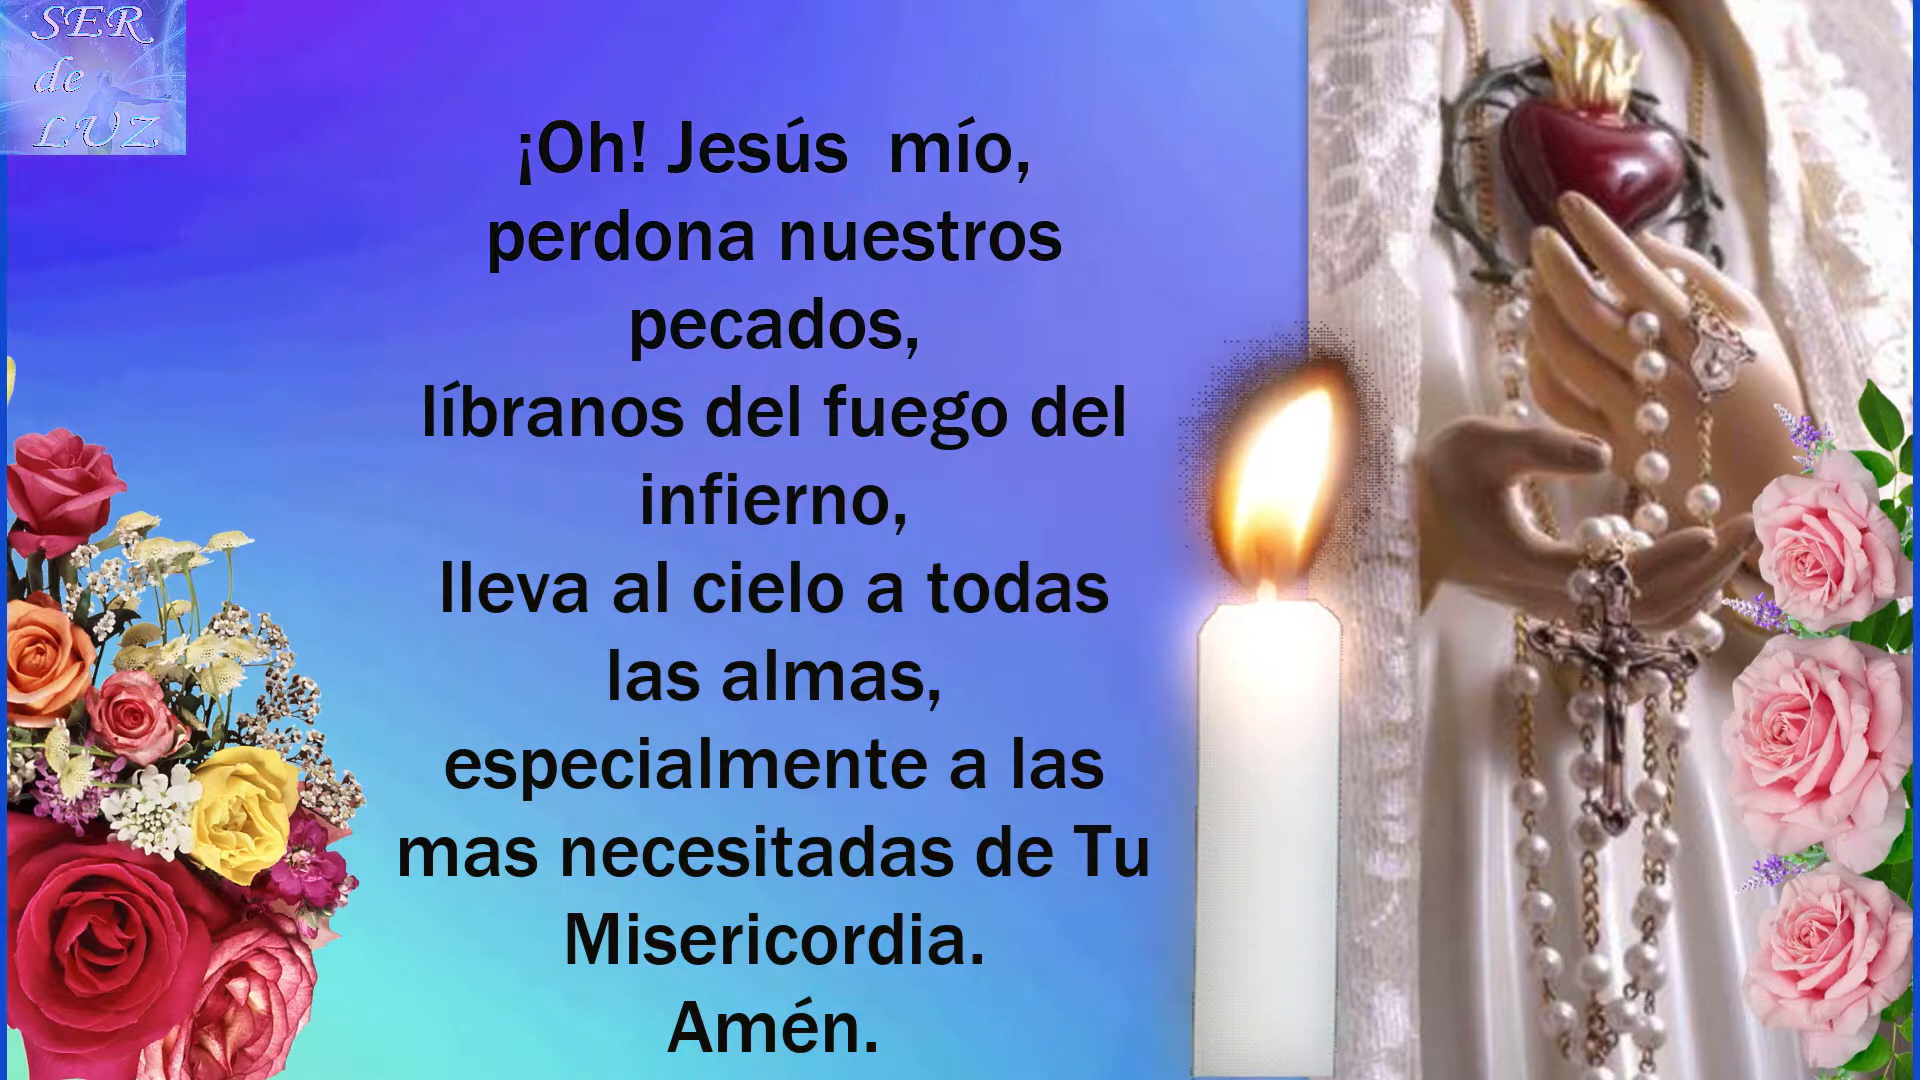 SER
de
LUZ
¡Oh! Jesús  mío,
perdona nuestros
pecados,
líbranos del fuego del
infierno,
lleva al cielo a todas
las almas,
especialmente a las
mas necesitadas de Tu
Misericordia.
Amén.